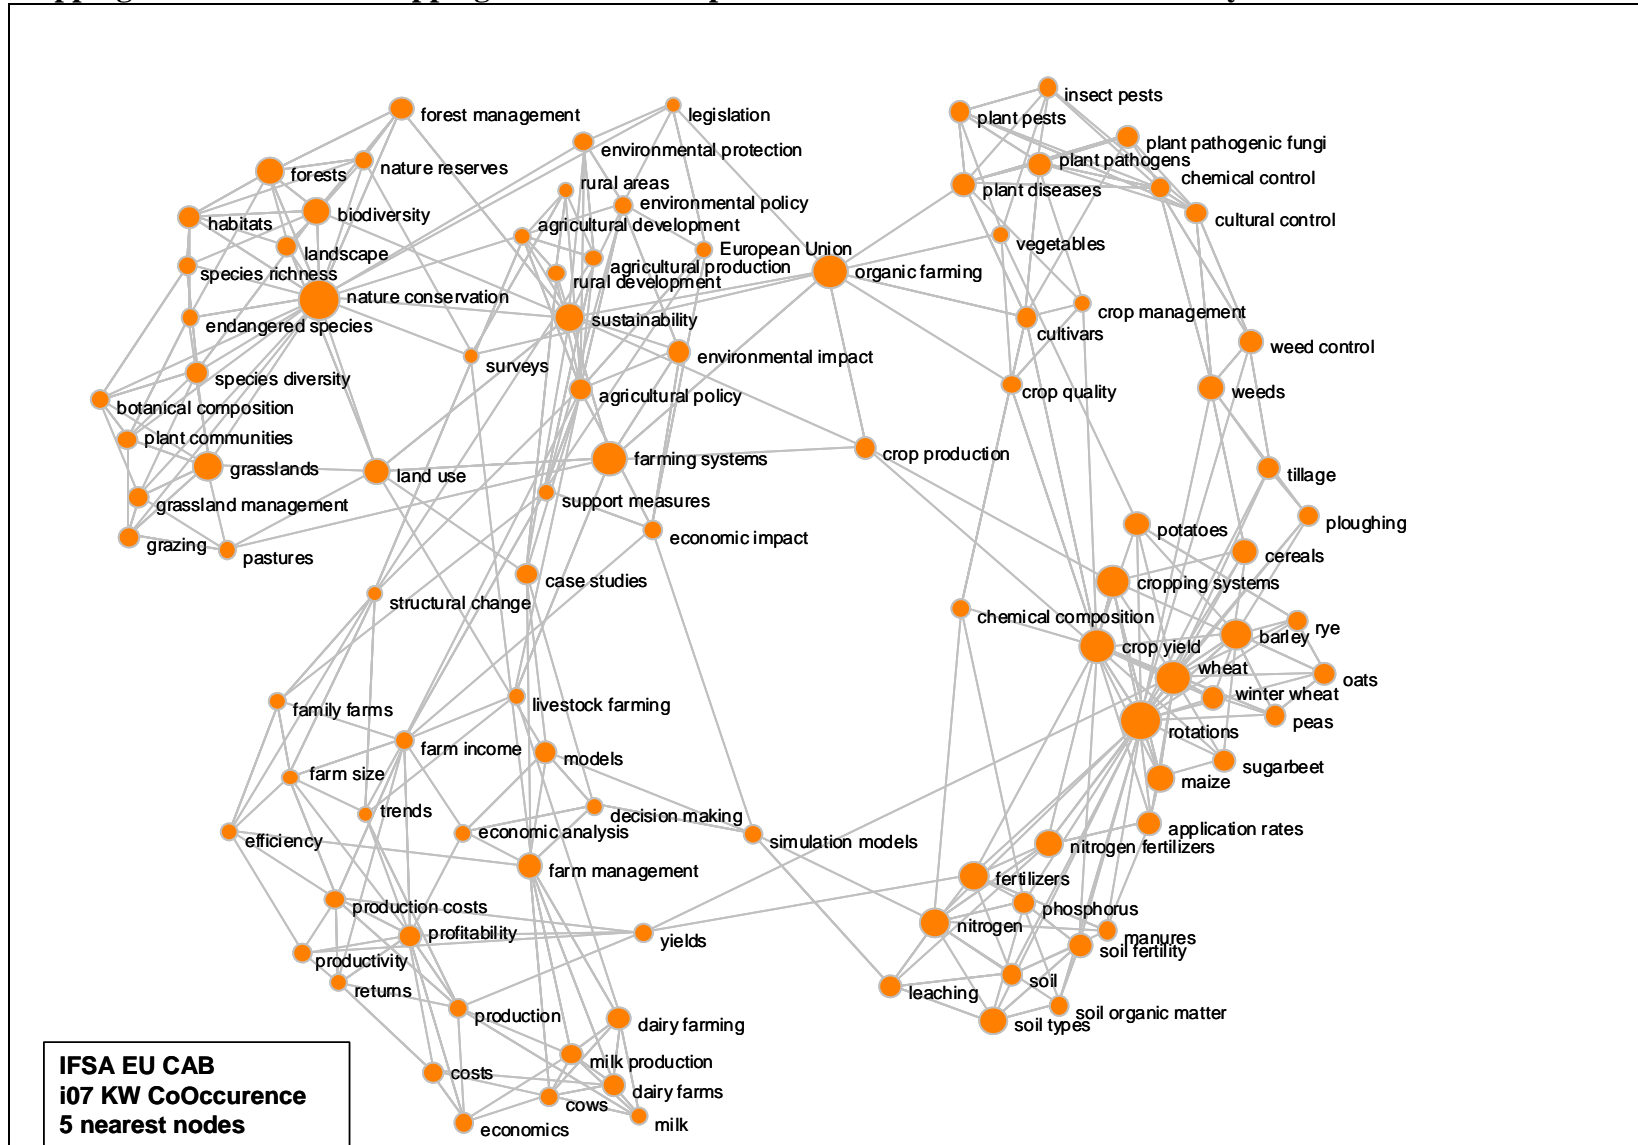 insect pests
forest management
legislation
plant pests
environmental protection
plant pathogenic fungi
plant pathogens
nature reserves
forests
chemical control
rural areas
plant diseases
environmental policy
biodiversity
habitats
cultural control
agricultural development
vegetables
European Union
landscape
agricultural production
species richness
organic farming
rural development
nature conservation
crop management
sustainability
endangered species
cultivars
weed control
environmental impact
surveys
species diversity
crop quality
weeds
agricultural policy
botanical composition
plant communities
crop production
farming systems
grasslands
land use
tillage
support measures
grassland management
ploughing
potatoes
economic impact
grazing
pastures
cereals
case studies
cropping systems
structural change
chemical composition
rye
barley
crop yield
wheat
oats
winter wheat
livestock farming
family farms
peas
rotations
farm income
models
sugarbeet
farm size
maize
trends
decision making
economic analysis
application rates
efficiency
simulation models
nitrogen fertilizers
farm management
fertilizers
production costs
phosphorus
nitrogen
profitability
yields
manures
soil fertility
productivity
soil
returns
leaching
soil organic matter
production
dairy farming
soil types
milk production
costs
dairy farms
cows
milk
economics
IFSA EU CAB
i07 KW CoOccurence
5 nearest nodes